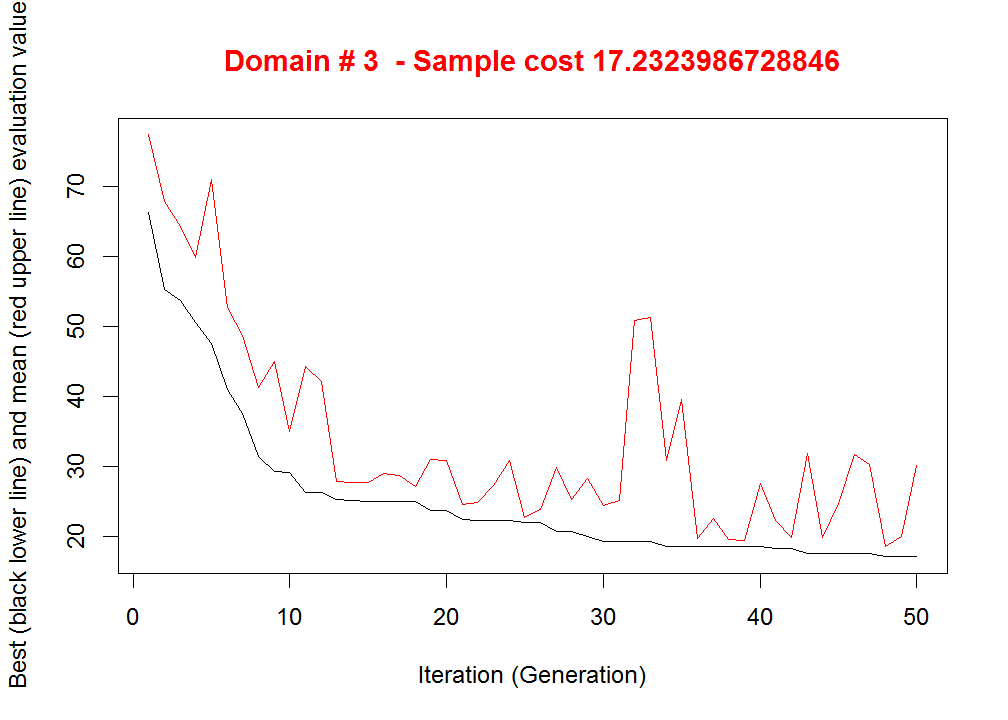 Domain # 3  - Sample cost 17.2323986728846
Best (black lower line) and mean (red upper line) evaluation value
70
60
50
40
30
20
0 10 20 30 40 50
Iteration (Generation)